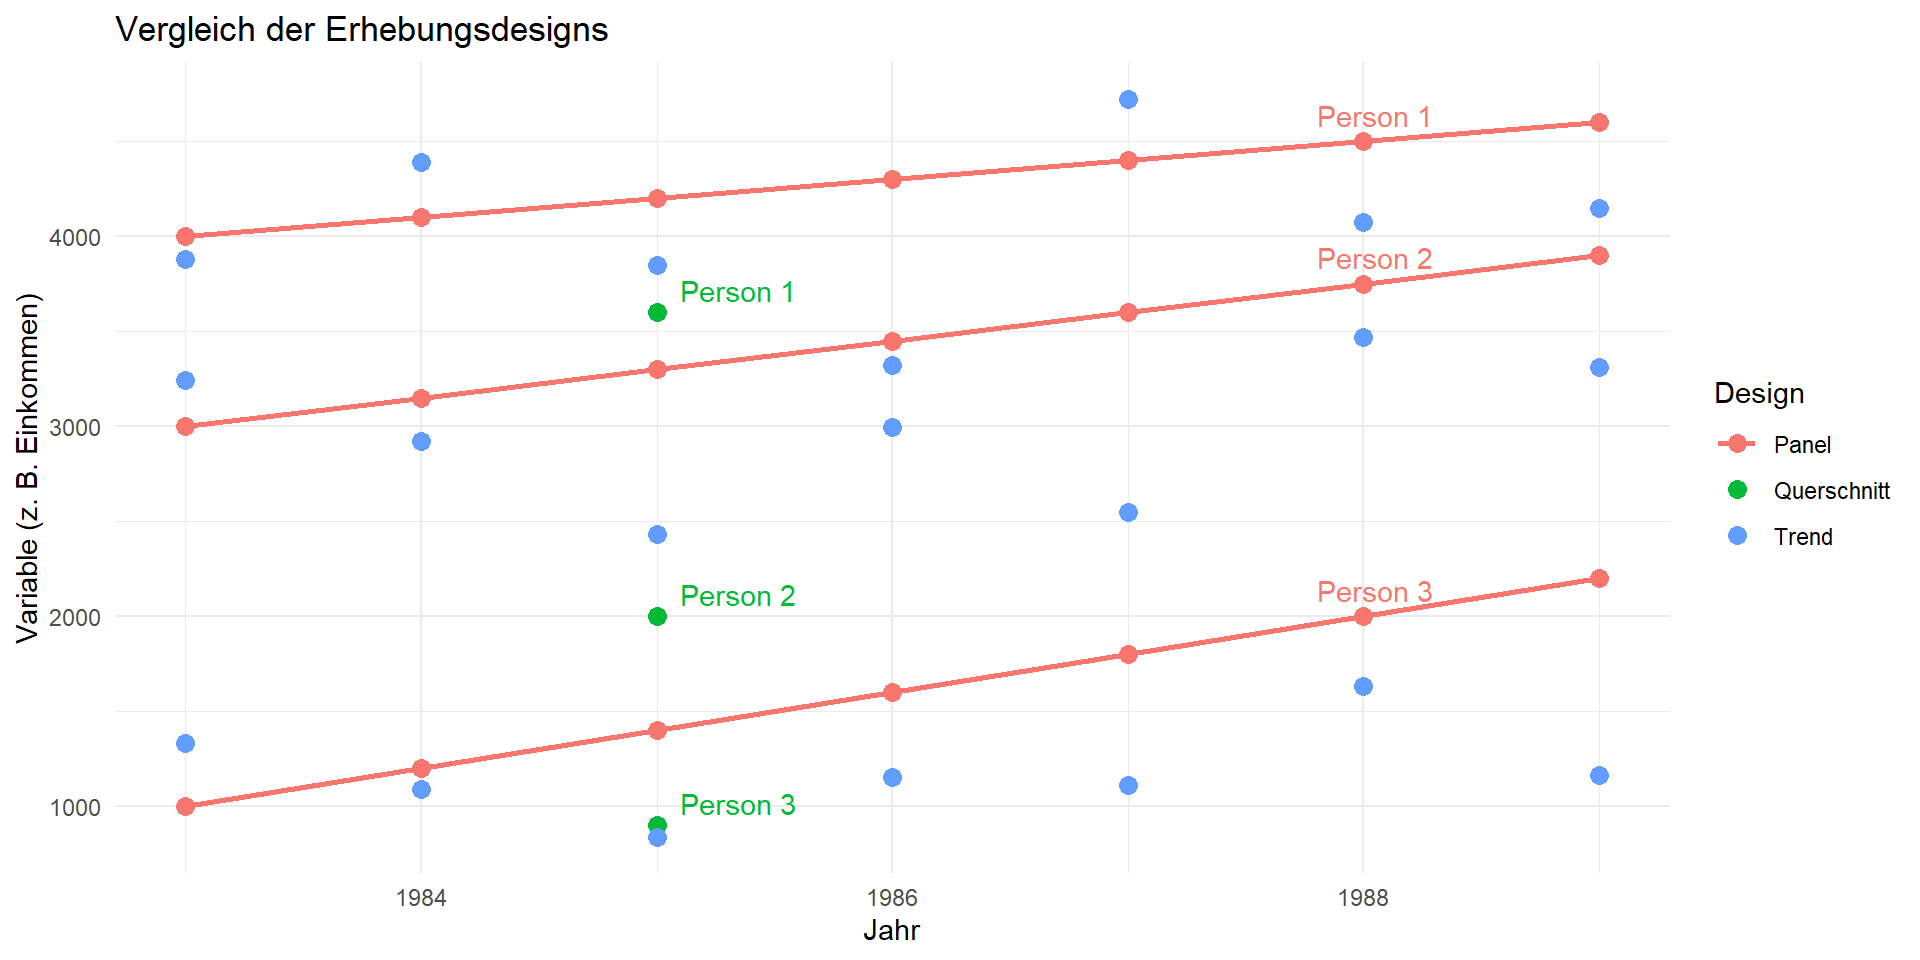 Vergleich der Erhebungsdesigns
Variable (z. B. Einkommen)
4000
3000
2000
1000
Person 1
Person 2
Person 3
Person 1
Person 2
Person 3
1984
1986
1988
Jahr
Design
Panel
Querschnitt
Trend